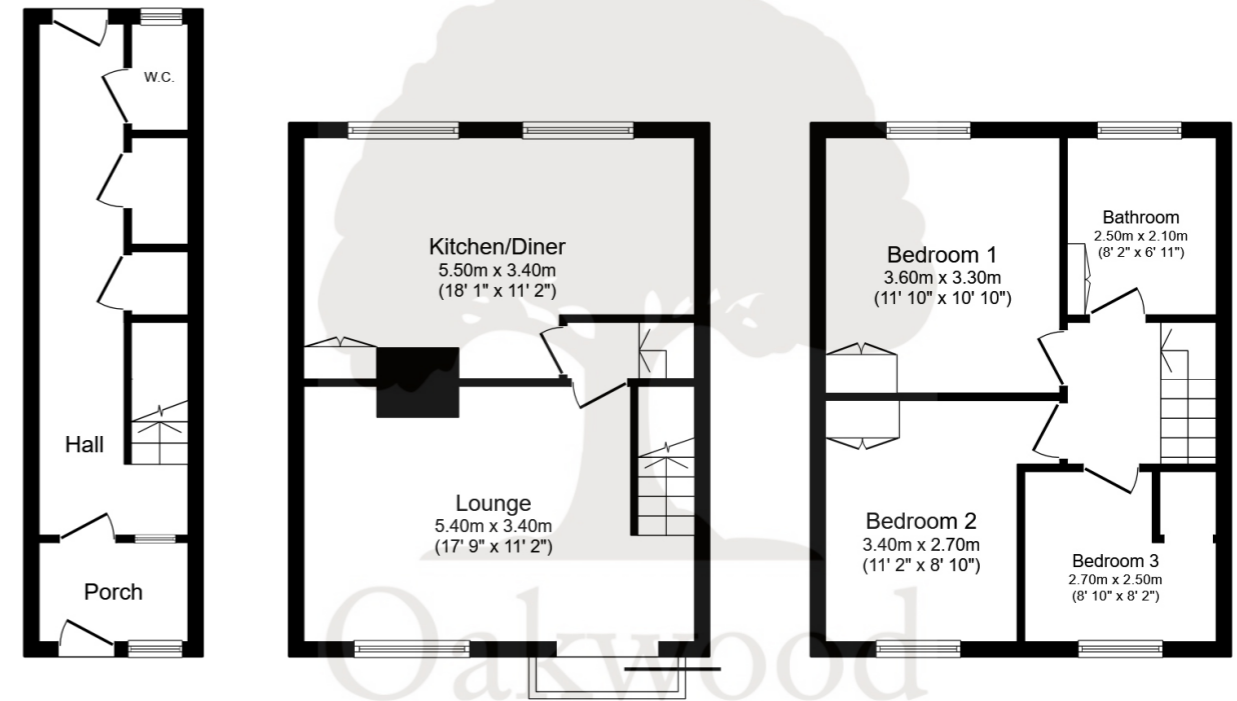 W.C.
Hall
Porch
Kitchen/Diner
5.50m x 3.40m
(18' 1" x 11' 2")
Lounge
5.40m x 3.40m
(17' 9" x 11' 2")
Bedroom 1
3.60m x 3.30m
(11' 10" x 10' 10")
Bathroom
2.50m x 2.10m
(8' 2" x 6' 11")
Bedroom 2
3.40m x 2.70m
(11' 2" x 8' 10")
Bedroom 3
2.70m x 2.50m
(8' 10" x 8' 2")
Oakwood